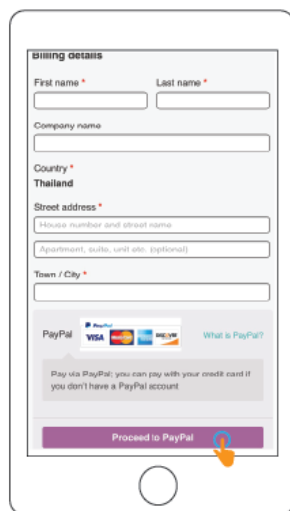 Billing details
First name * Last name *
Company name
Country *
Thailand
Street address *
House number and street name
Apartment, suite, unit etc. (optional)
Town / City *
PayPal PayPal What is PayPal?
VISA DISCOVER
Pay via PayPal; you can pay with your credit card if
you don't have a PayPal account
Proceed to PayPal